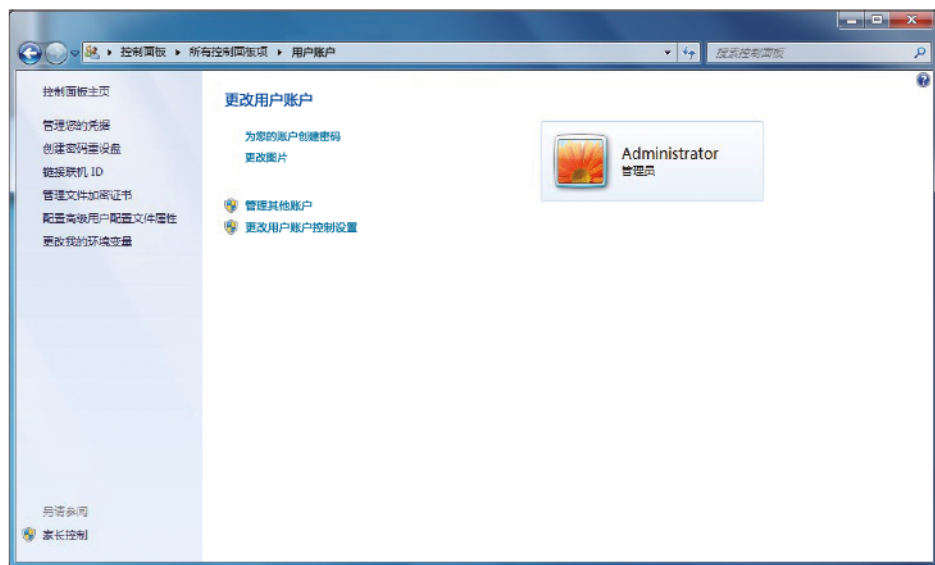 控制面板 ▸ 所有控制面板项 ▸ 用户账户
搜索控制面板
控制面板主页
管理您的凭据
创建密码重设盘
链接联机 ID
管理文件加密证书
配置高级用户配置文件属性
更改我的环境变量
另请参阅
家长控制
更改用户账户
为您的账户创建密码
更改图片
管理其他账户
更改用户账户控制设置
Administrator
管理员